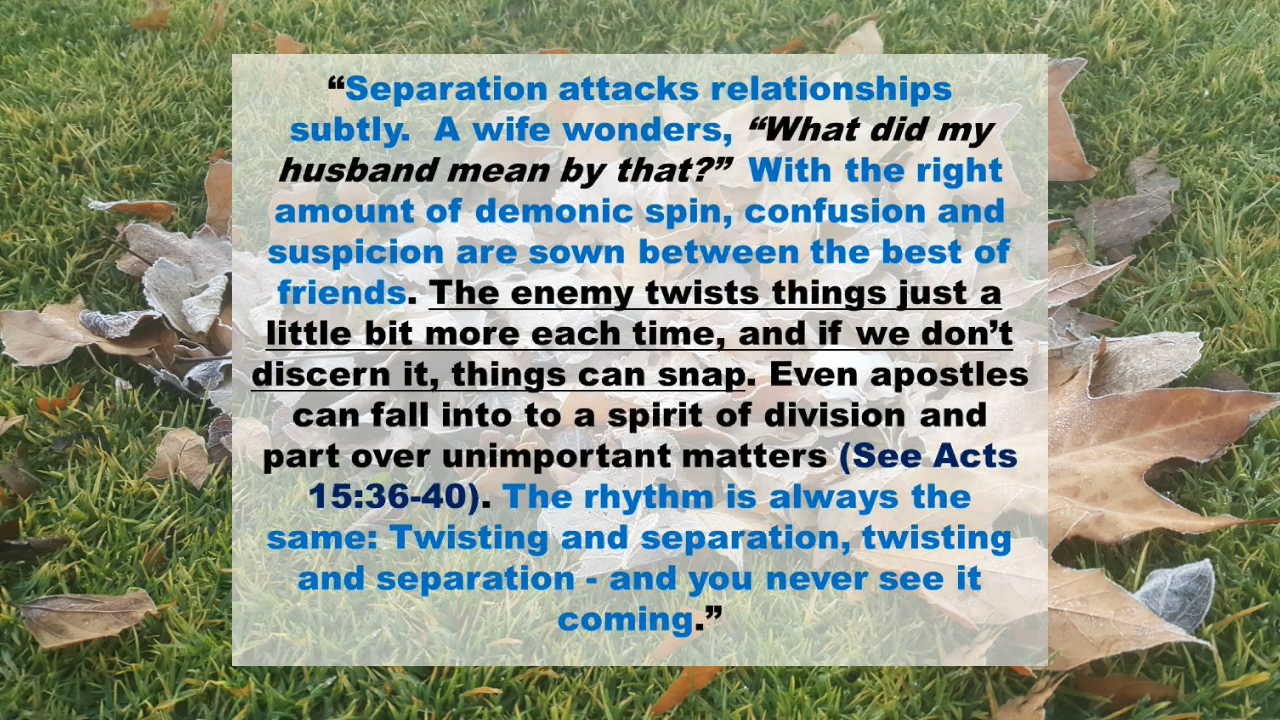 “Separation attacks relationships
subtly.  A wife wonders, “What did my
husband mean by that?”  With the right
amount of demonic spin, confusion and
suspicion are sown between the best of
friends. The enemy twists things just a
little bit more each time, and if we don’t
discern it, things can snap. Even apostles
can fall into to a spirit of division and
part over unimportant matters (See Acts
15:36-40). The rhythm is always the
same: Twisting and separation, twisting
and separation - and you never see it
coming.”